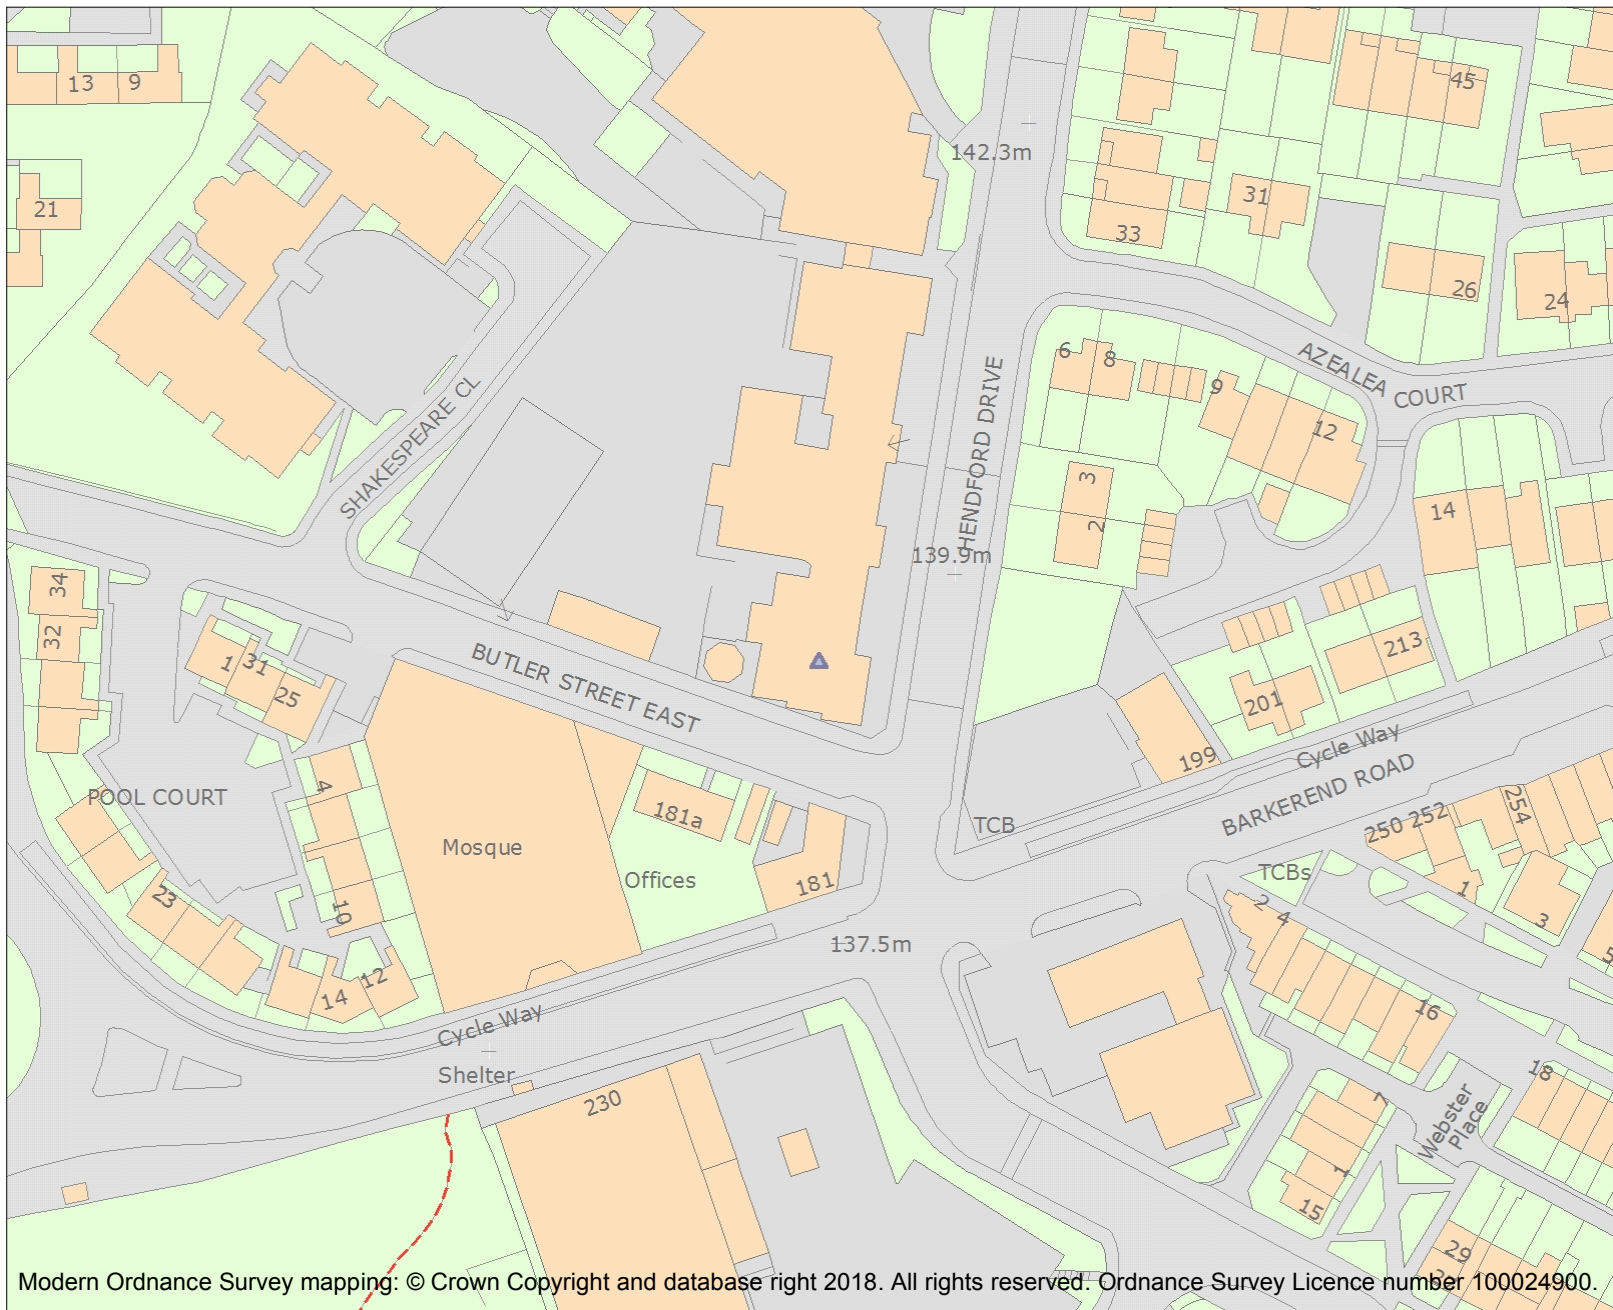 13
9
45
142.3m
21
31
33
26
24
6
8
AZEALEA COURT
9
SHAKESPEARE CL
HENDFORD DRIVE
12
3
14
2
139.9m
34
32
1
31
25
BUTLER STREET EAST
213
201
Cycle Way
199
BARKEREND ROAD
4
POOL COURT
181a
TCB
254
250
252
Mosque
Offices
181
TCBs
2
4
1
3
23
10
137.5m
5
12
14
16
Cycle Way
Shelter
18
230
7
Webster
Place
1
15
29
Modern Ordnance Survey mapping: © Crown Copyright and database right 2018. All rights reserved. Ordnance Survey Licence number 100024900.